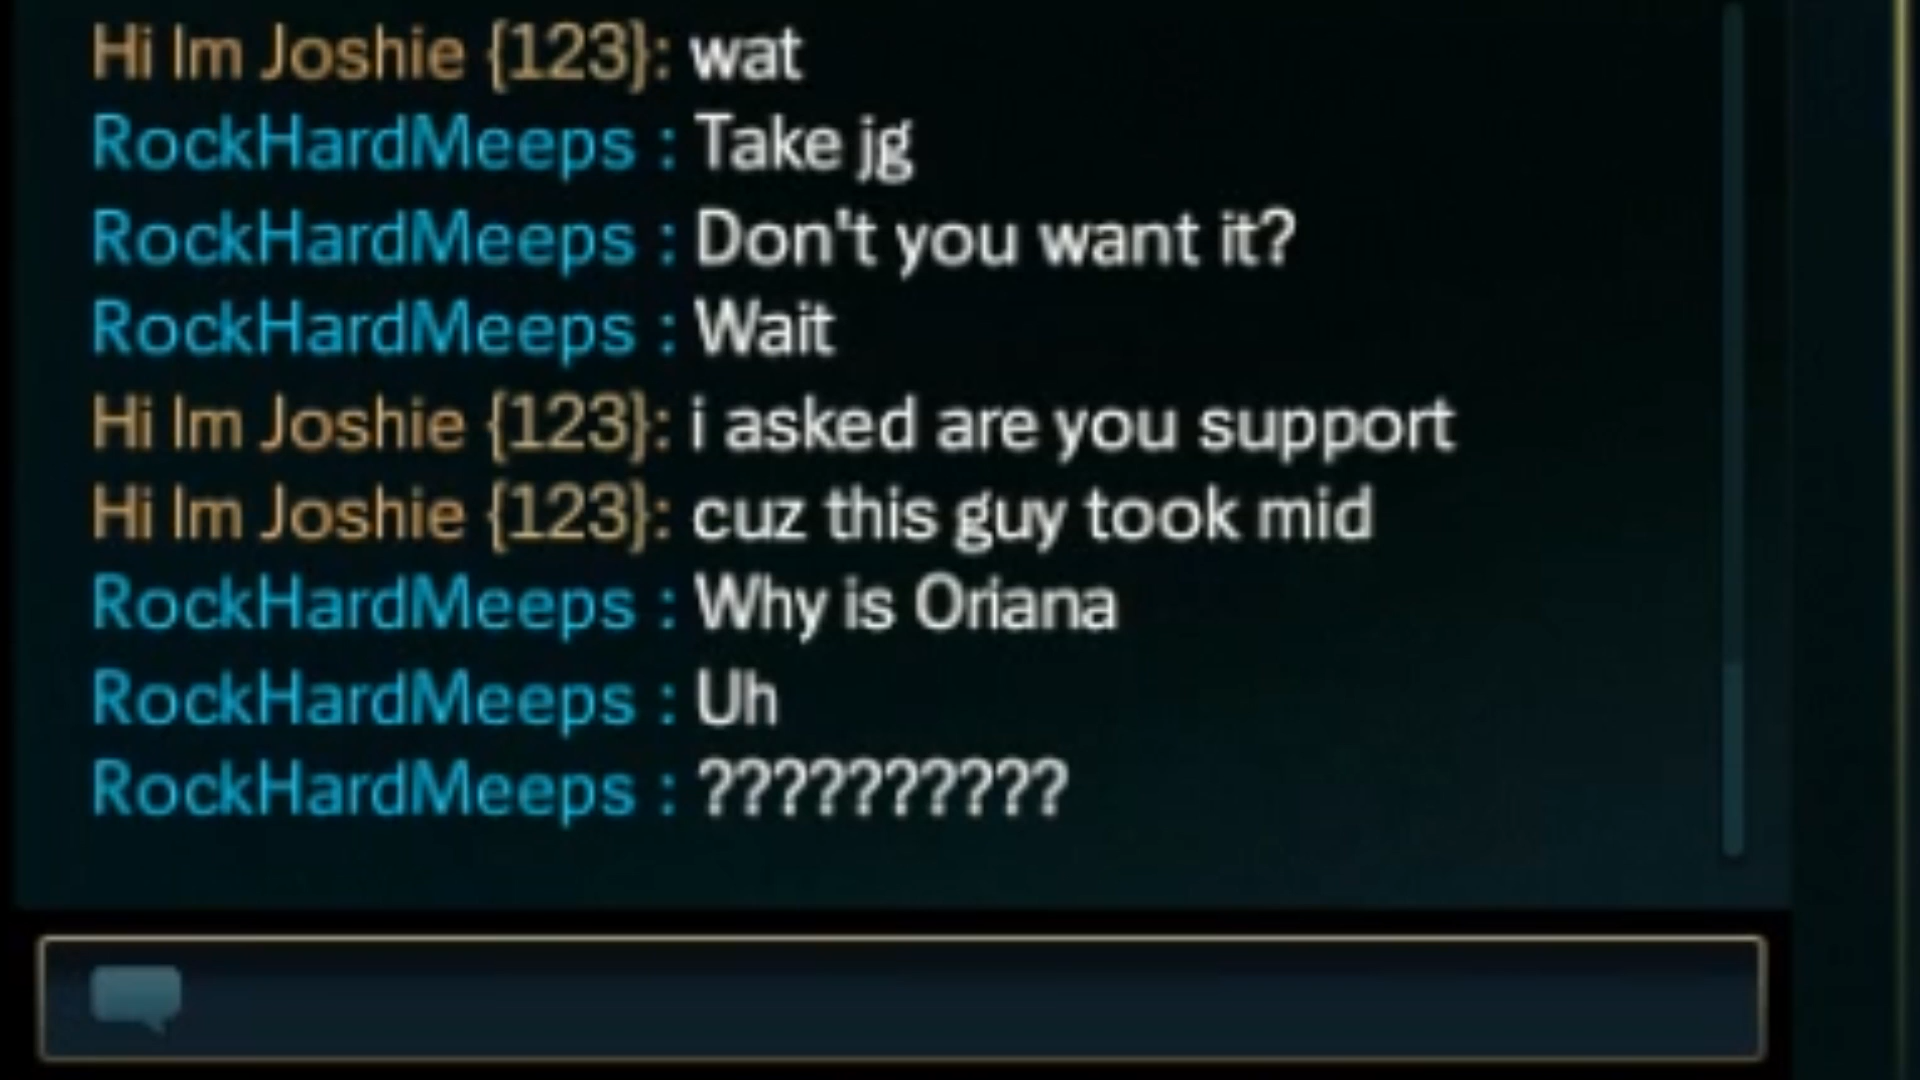 Hi Im Joshie {123}: wat
RockHardMeeps : Take jg
RockHardMeeps : Don't you want it?
RockHardMeeps : Wait
Hi Im Joshie {123}: i asked are you support
Hi Im Joshie {123}: cuz this guy took mid
RockHardMeeps : Why is Oriana
RockHardMeeps : Uh
RockHardMeeps : ??????????